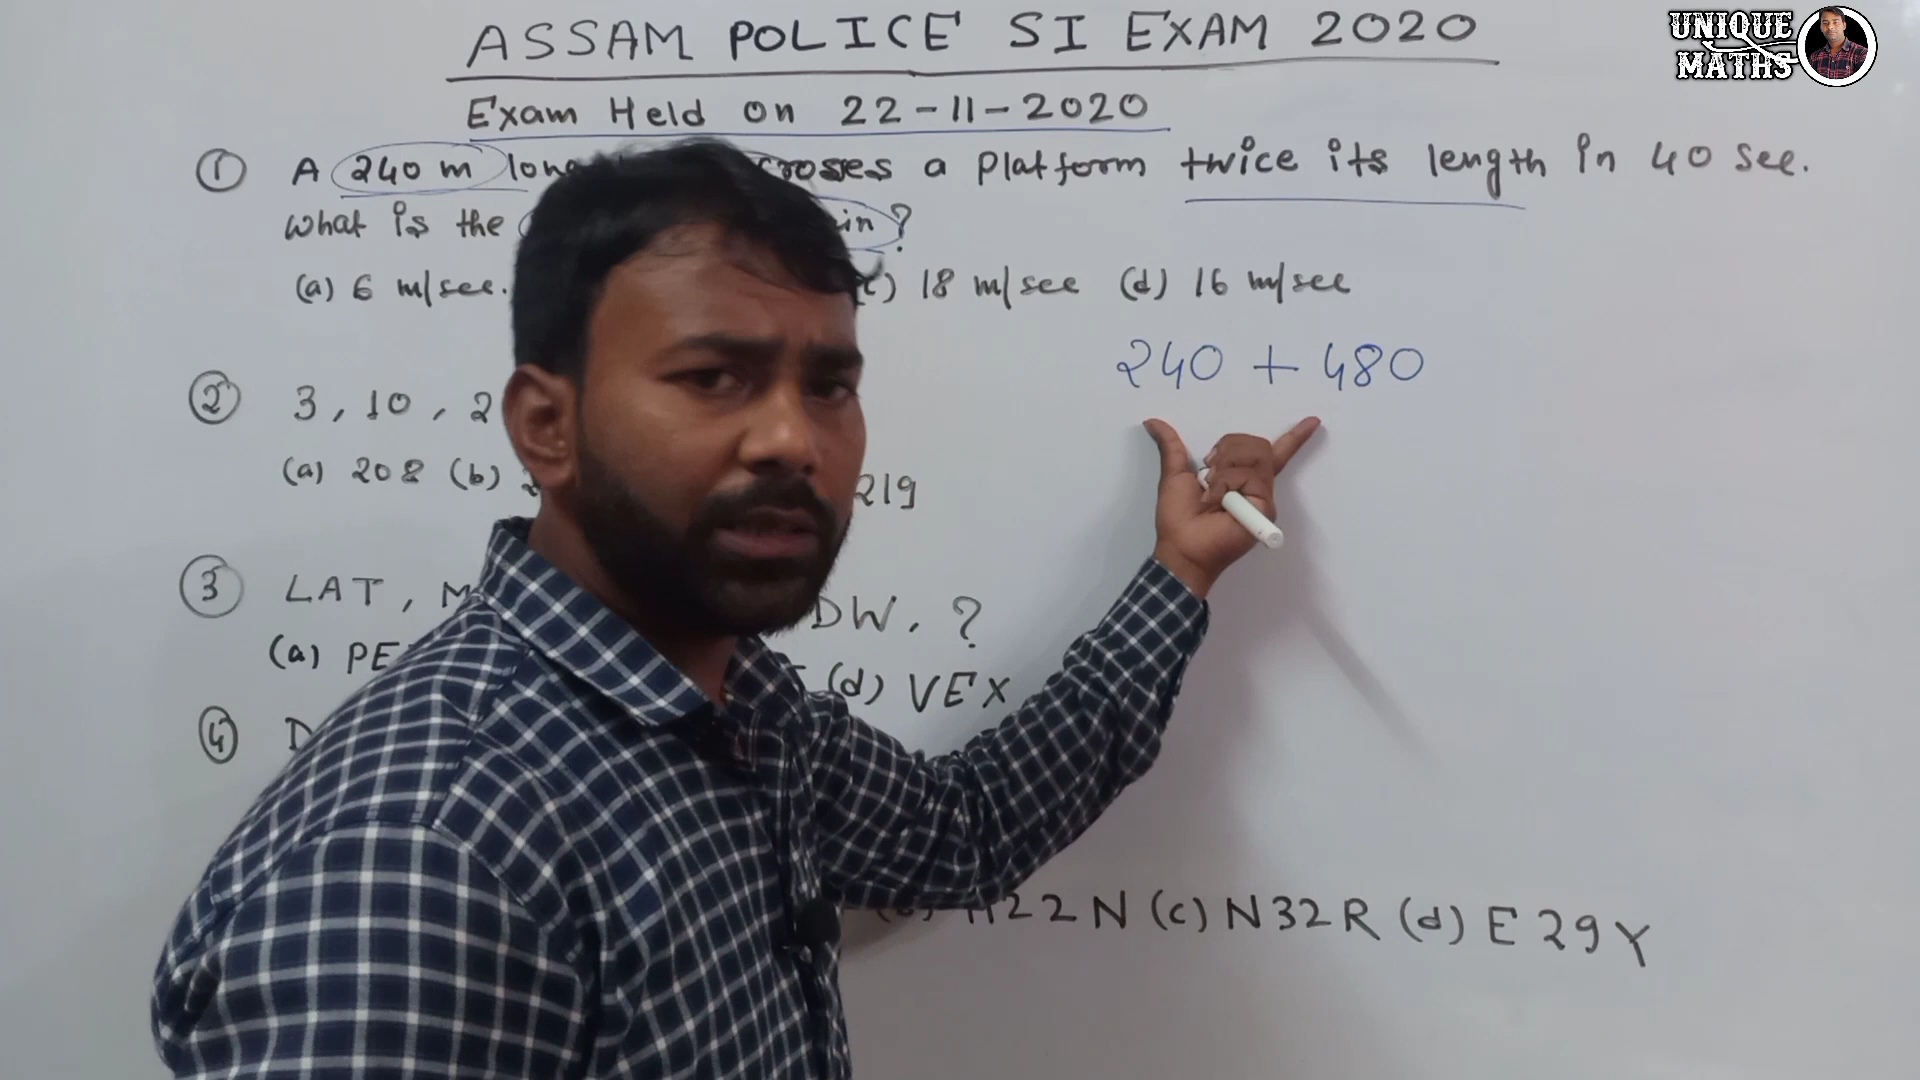 ASSAM POLICE SI EXAM 2020
UNIQUE
MATHS
Exam Held on 22-11-2020
① A 240 m long crosses a Platform twice its length in 40 sec.
What is the ?
(a) 6 m/sec. (c) 18 m/sec (d) 16 m/sec
240 + 480
② 3, 10, 2
(a) 208 (b) 219
③ LAT, M DW, ?
(a) PE (d) VEX
④ D
22N (c) N32R (d) E29Y